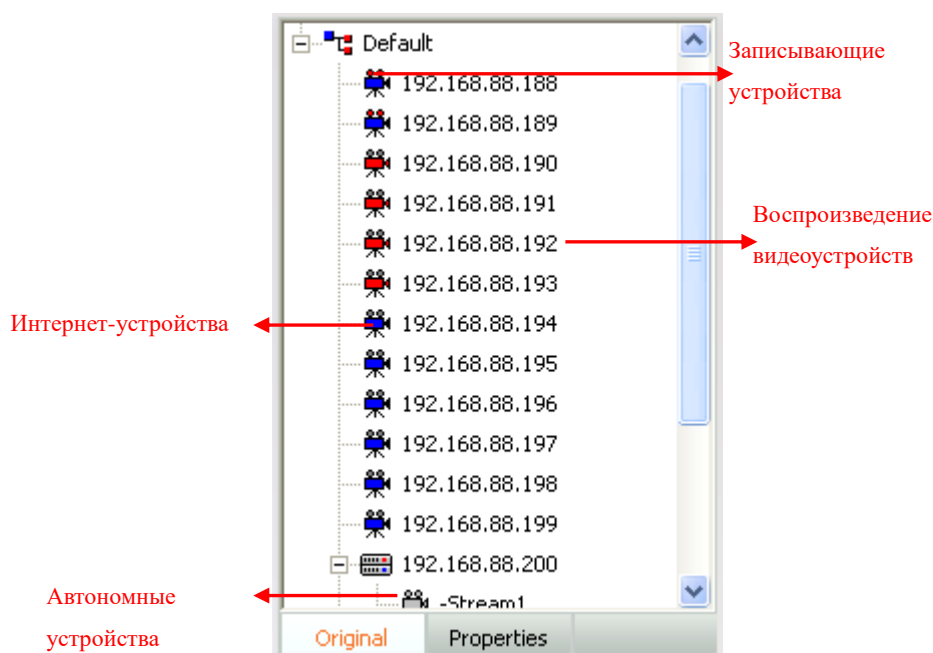 Default
192.168.88.188
192.168.88.189
192.168.88.190
192.168.88.191
192.168.88.192
192.168.88.193
192.168.88.194
192.168.88.195
192.168.88.196
192.168.88.197
192.168.88.198
192.168.88.199
192.168.88.200
-Stream1
Original Properties
Записывающие
устройства
Воспроизведение
видеоустройств
Интернет-устройства
Автономные
устройства